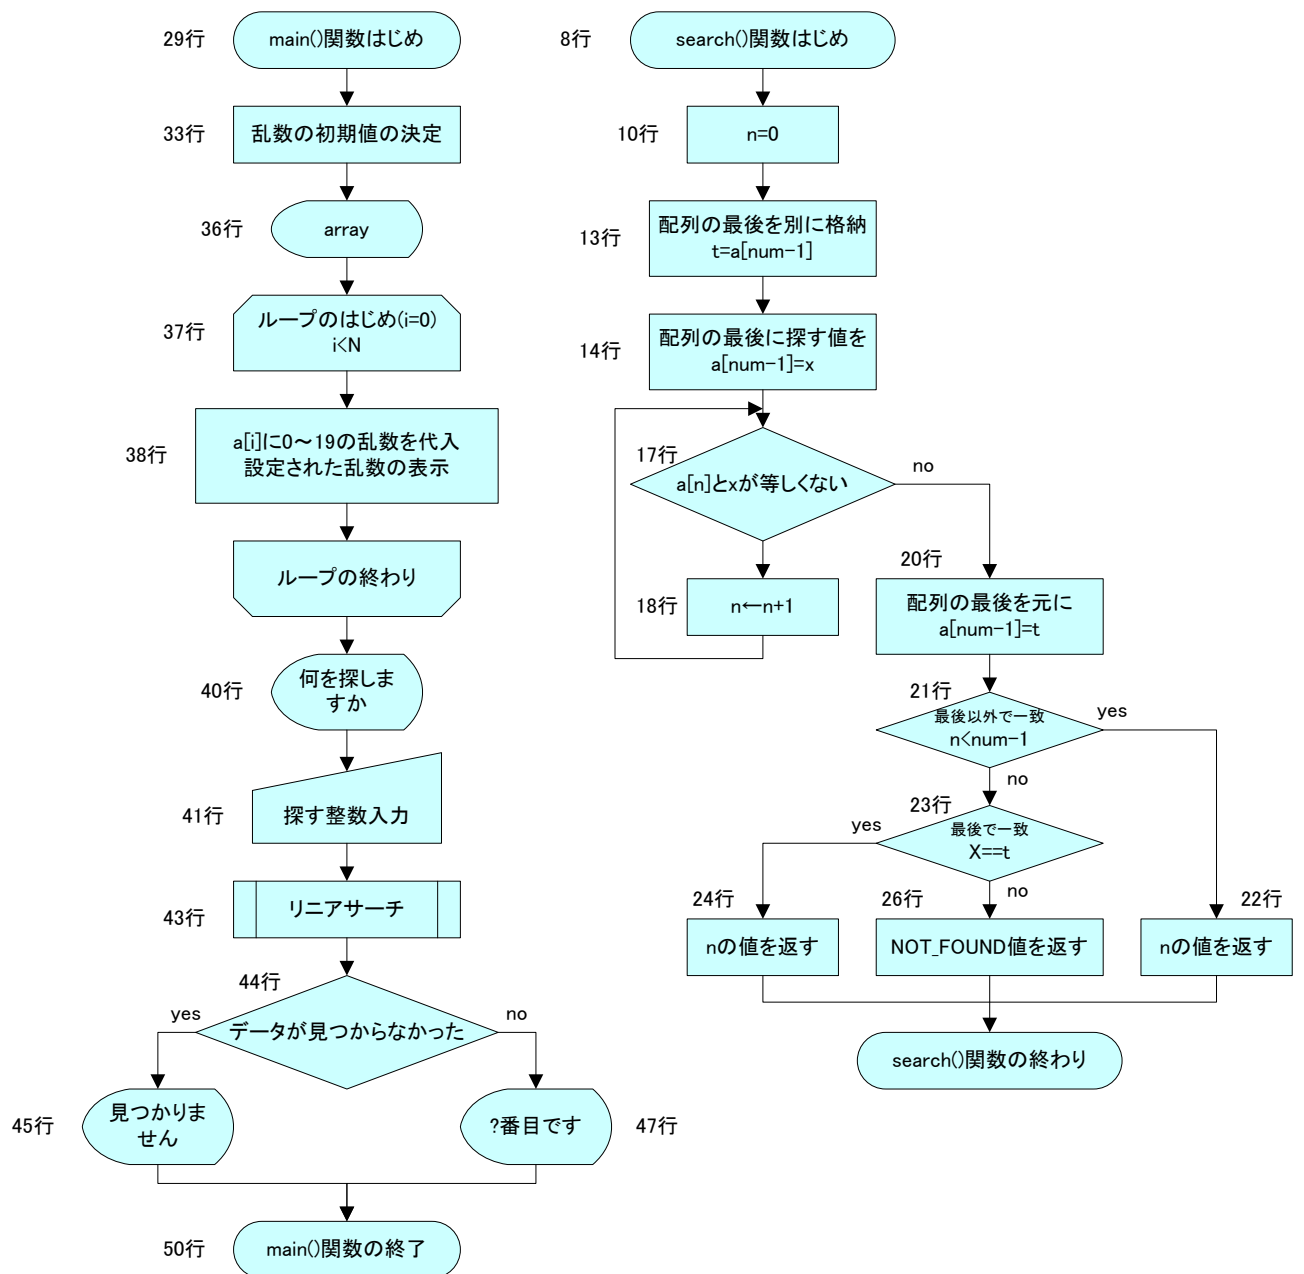 29行
main()関数はじめ
33行
乱数の初期値の決定
36行
array
37行
ループのはじめ(i=0)
i<N
38行
a[i]に0～19の乱数を代入
設定された乱数の表示
ループの終わり
40行
何を探しま
すか
41行
探す整数入力
43行
リニアサーチ
44行
データが見つからなかった
yes
no
45行
見つかりま
せん
?番目です
47行
50行
main()関数の終了
8行
search()関数はじめ
10行
n=0
13行
配列の最後を別に格納
t=a[num-1]
14行
配列の最後に探す値を
a[num-1]=x
17行
a[n]とxが等しくない
no
18行
n←n+1
20行
配列の最後を元に
a[num-1]=t
21行
最後以外で一致
n<num-1
yes
no
23行
最後で一致
X==t
yes
no
24行
nの値を返す
26行
NOT_FOUND値を返す
22行
nの値を返す
search()関数の終わり